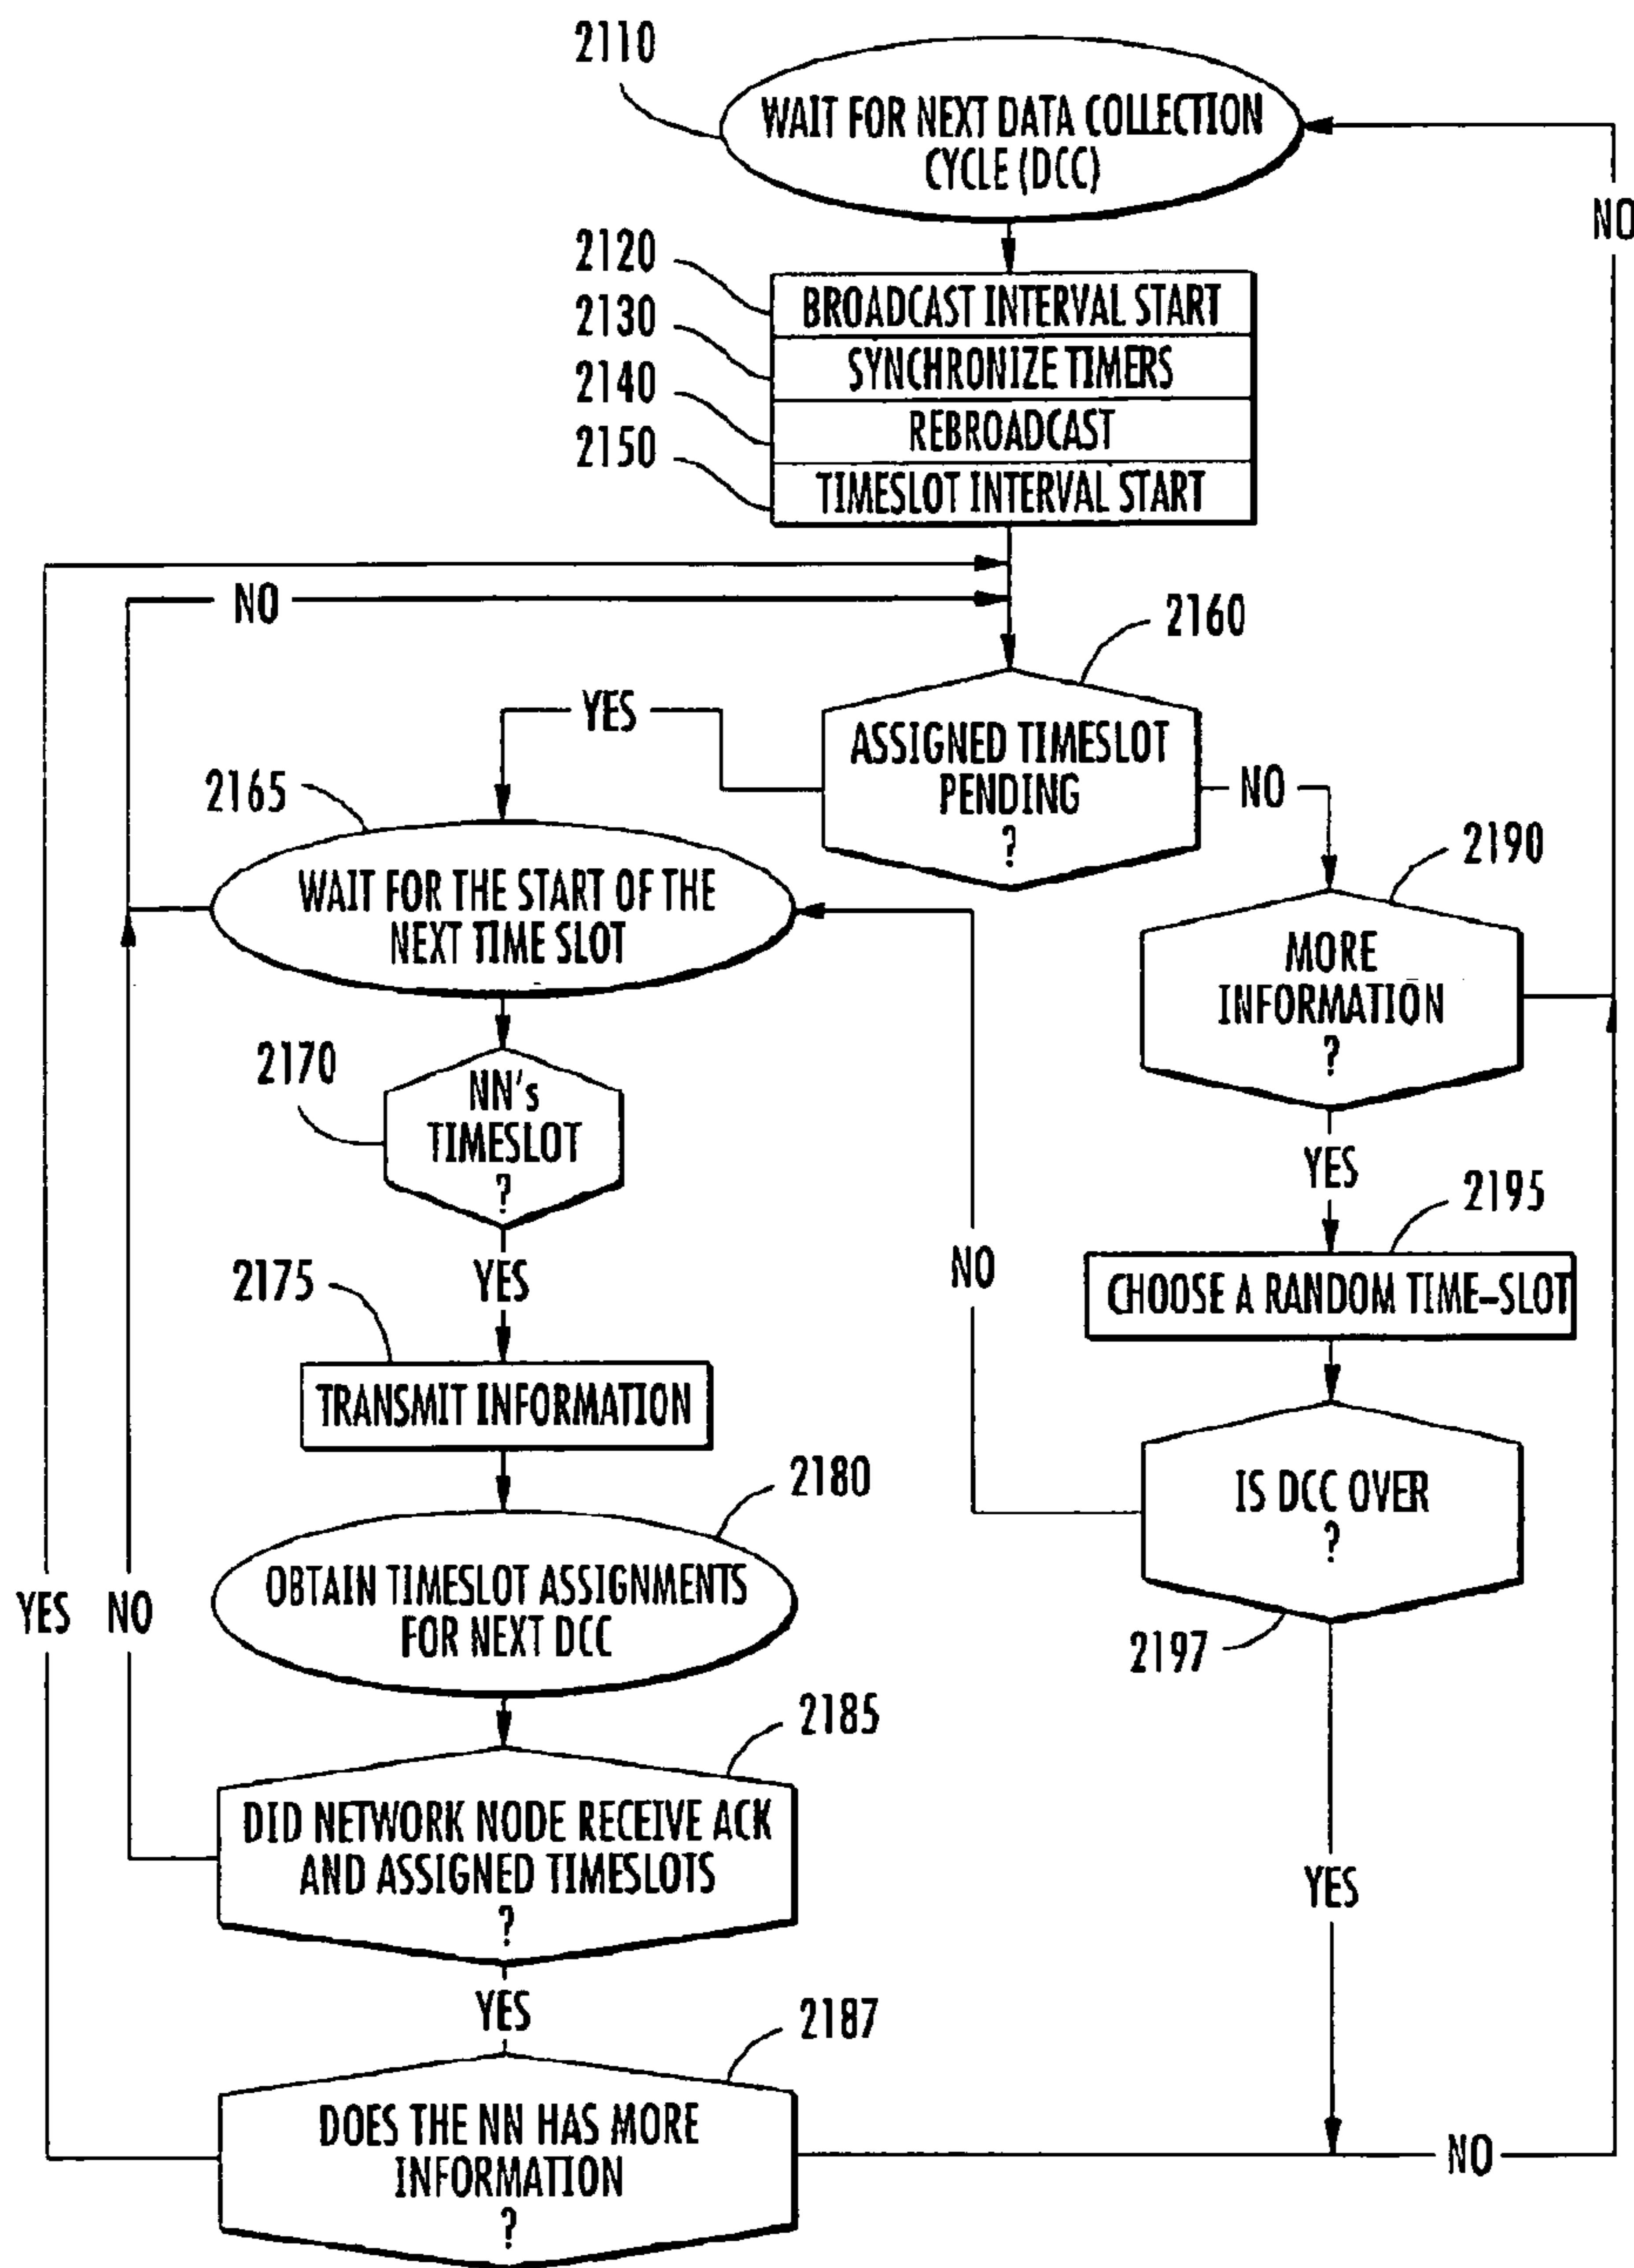 2110
WAIT FOR NEXT DATA COLLECTION
CYCLE (DCC)
NO
2120
BROADCAST INTERVAL START
2130
SYNCHRONIZE TIMERS
2140
REBROADCAST
2150
TIMESLOT INTERVAL START
NO
2160
YES
ASSIGNED TIMESLOT
PENDING
?
NO
2165
WAIT FOR THE START OF THE
NEXT TIME SLOT
2190
MORE
INFORMATION
?
2170
NN's
TIMESLOT
?
YES
YES
2195
CHOOSE A RANDOM TIME-SLOT
NO
2175
TRANSMIT INFORMATION
2180
OBTAIN TIMESLOT ASSIGNMENTS
FOR NEXT DCC
IS DCC OVER
?
2197
YES
NO
2185
DID NETWORK NODE RECEIVE ACK
AND ASSIGNED TIMESLOTS
?
YES
YES
2187
DOES THE NN HAS MORE
INFORMATION
?
NO